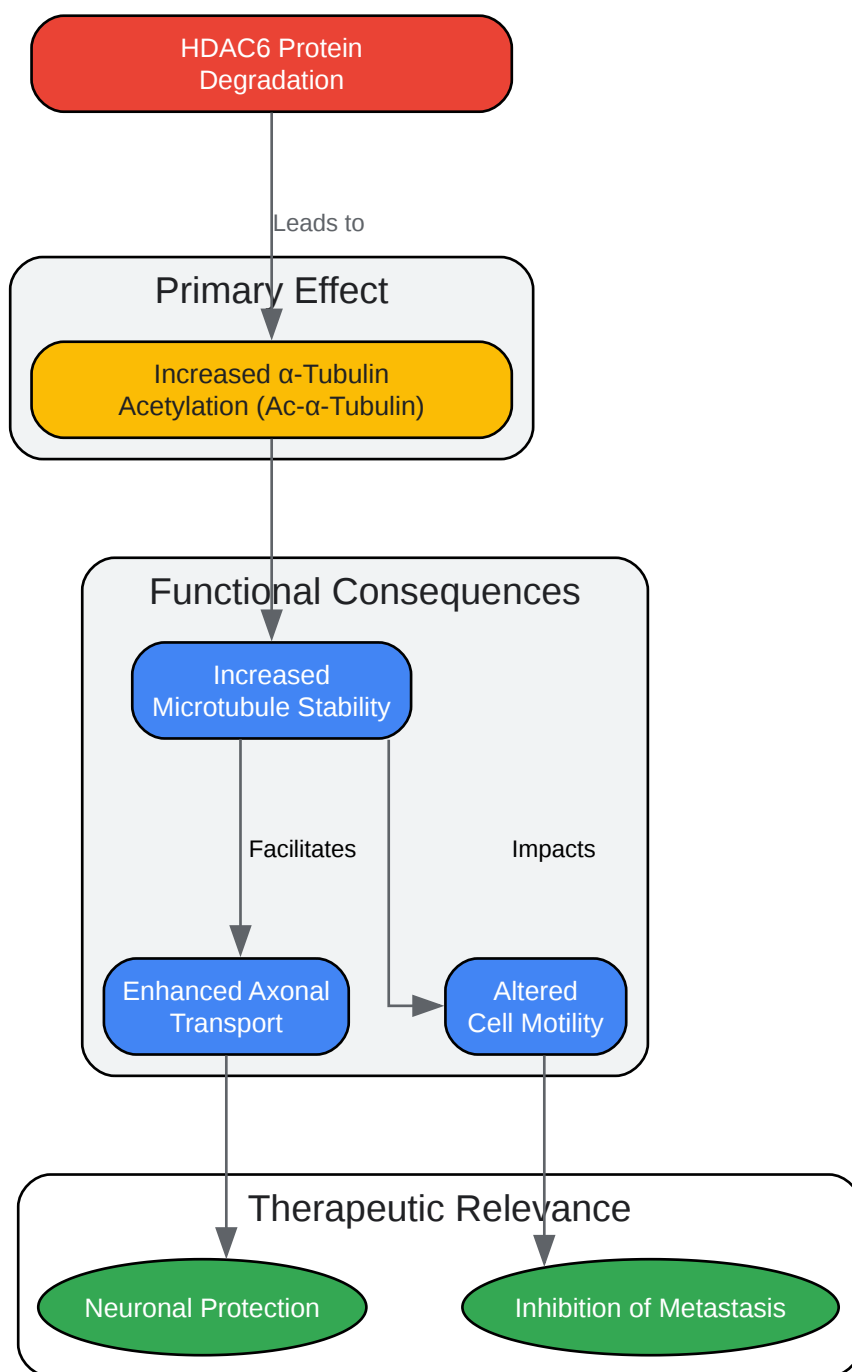 HDAC6 Protein
Degradation
Leads to
Primary Effect
Increased α-Tubulin
Acetylation (Ac-α-Tubulin)
Functional Consequences
Increased
Microtubule Stability
Facilitates
Impacts
Enhanced Axonal
Transport
Altered
Cell Motility
Therapeutic Relevance
Neuronal Protection
Inhibition of Metastasis